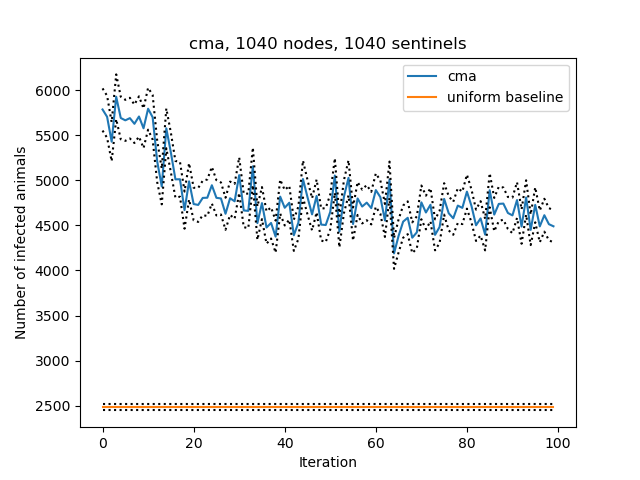 cma, 1040 nodes, 1040 sentinels
cma
uniform baseline
Number of infected animals
6000
5500
5000
4500
4000
3500
3000
2500
0 20 40 60 80 100
Iteration